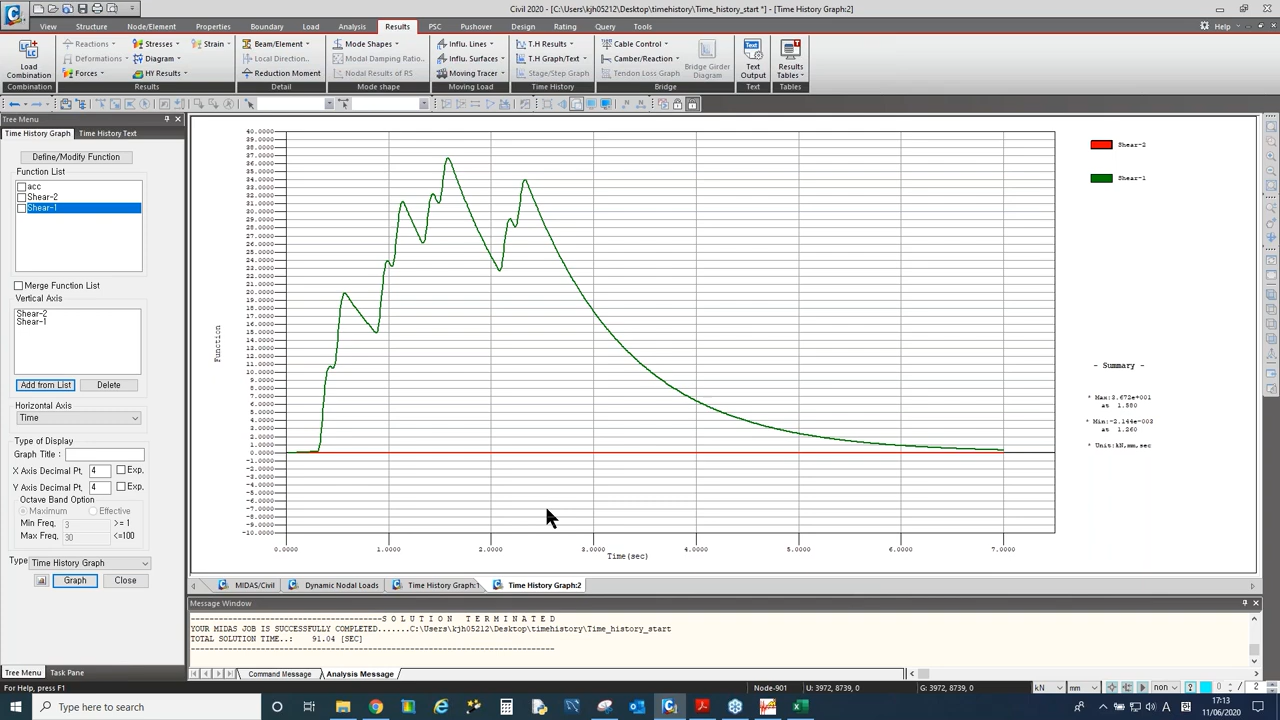 Civil 2020 - [C:\Users\kjh05212\Desktop\timehistory\Time_history_start *] - [Time History Graph:2]
View Structure Node/Element Properties Boundary Load Analysis Results PSC Pushover Design Rating Query Tools Help
Load
Combination
Combination
Reactions
Deformations
Forces
Stresses
Diagram
HY Results
Strain
Results
Beam/Element
Local Direction..
Reduction Moment
Detail
Mode Shapes
Modal Damping Ratio..
Nodal Results of RS
Mode shape
Influ. Lines
Influ. Surfaces
Moving Tracer
Moving Load
T.H Results
T.H Graph/Text
Stage/Step Graph
Time History
Cable Control
Camber/Reaction
Tendon Loss Graph
Bridge Girder
Diagram
Bridge
Text
Output
Text
Results
Tables
Tables
Tree Menu
Time History Graph Time History Text
Define/Modify Function
Function List
acc
Shear-2
Shear-1
Merge Function List
Vertical Axis
Shear-2
Shear-1
Add from List Delete
Horizontal Axis
Time
Type of Display
Graph Title :
X Axis Decimal Pt. 4 Exp.
Y Axis Decimal Pt. 4 Exp.
Octave Band Option
Maximum Effective
Min Freq. 3 >= 1
Max Freq. 30 <=100
Type Time History Graph
Graph Close
Tree Menu Task Pane
40.0000
39.0000
38.0000
37.0000
36.0000
35.0000
34.0000
33.0000
32.0000
31.0000
30.0000
29.0000
28.0000
27.0000
26.0000
25.0000
24.0000
23.0000
22.0000
21.0000
20.0000
19.0000
18.0000
17.0000
16.0000
15.0000
14.0000
13.0000
12.0000
11.0000
10.0000
9.0000
8.0000
7.0000
6.0000
5.0000
4.0000
3.0000
2.0000
1.0000
0.0000
-1.0000
-2.0000
-3.0000
-4.0000
-5.0000
-6.0000
-7.0000
-8.0000
-9.0000
-10.0000
Function
0.0000 1.0000 2.0000 3.0000 4.0000 5.0000 6.0000 7.0000
Time(sec)
Shear-2
Shear-1
- Summary -
* Max:3.672e+001
at 1.580
* Min:-2.144e-003
at 1.260
* Unit:kN,mm,sec
MIDAS/Civil Dynamic Nodal Loads Time History Graph:1 Time History Graph:2
Message Window
S O L U T I O N T E R M I N A T E D
YOUR MIDAS JOB IS SUCCESSFULLY COMPLETED.......C:\Users\kjh05212\Desktop\timehistory\Time_history_start
TOTAL SOLUTION TIME..: 91.04 [SEC]
Command Message Analysis Message
For Help, press F1
Node-901 U: 3972, 8739, 0 G: 3972, 8739, 0 kN mm non 0 2
Type here to search
17:13
11/06/2020